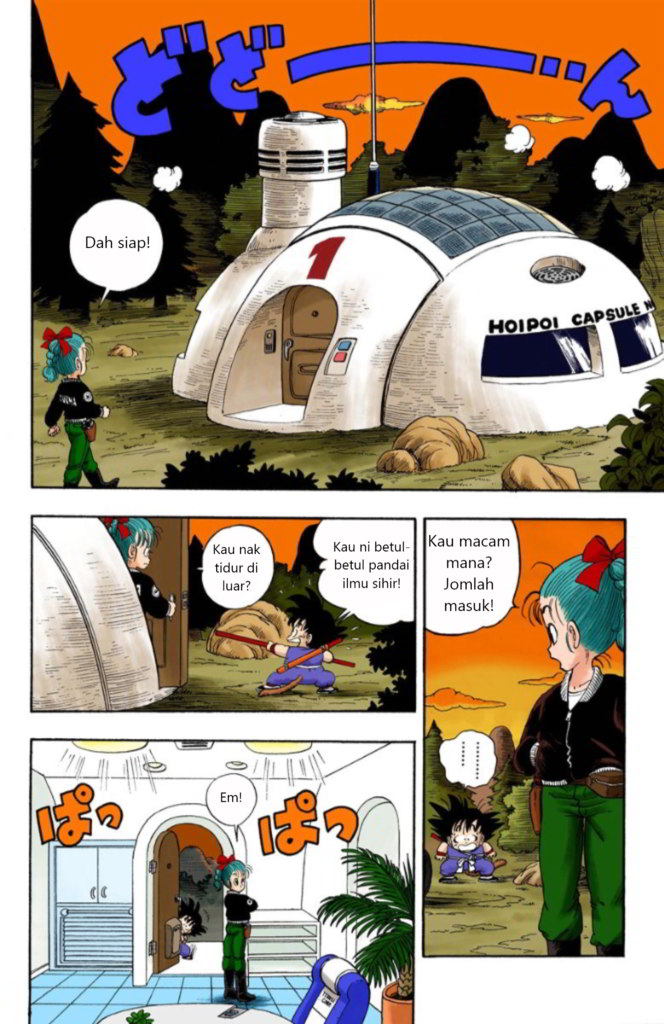 どどーーん
Dah siap!
1
HOIPOI CAPSULE N
Kau nak
tidur di
luar?
Kau ni betul-
betul pandai
ilmu sihir!
Kau macam
mana?
Jomlah
masuk!
Em!
ぱっ
ぱっ